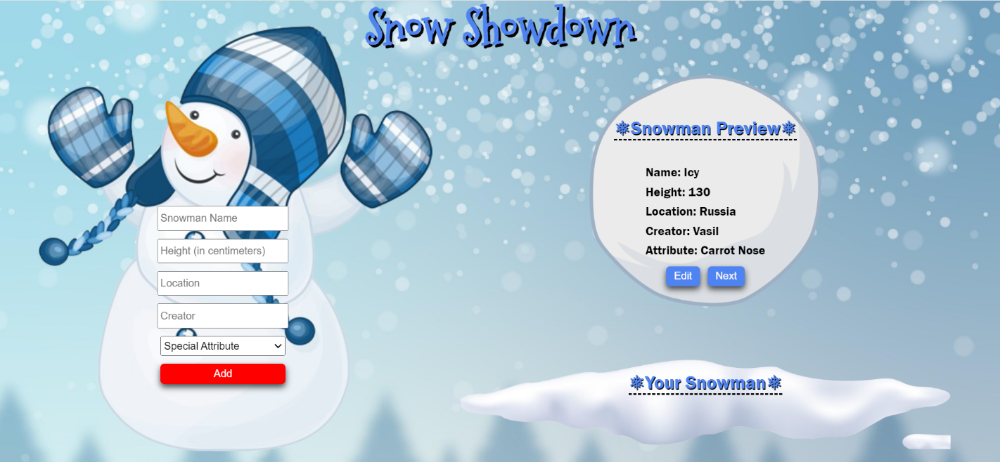 Snow Showdown
Snowman Name
Height (in centimeters)
Location
Creator
Special Attribute
Add
❅Snowman Preview❅
Name: Icy
Height: 130
Location: Russia
Creator: Vasil
Attribute: Carrot Nose
Edit Next
❅Your Snowman❅